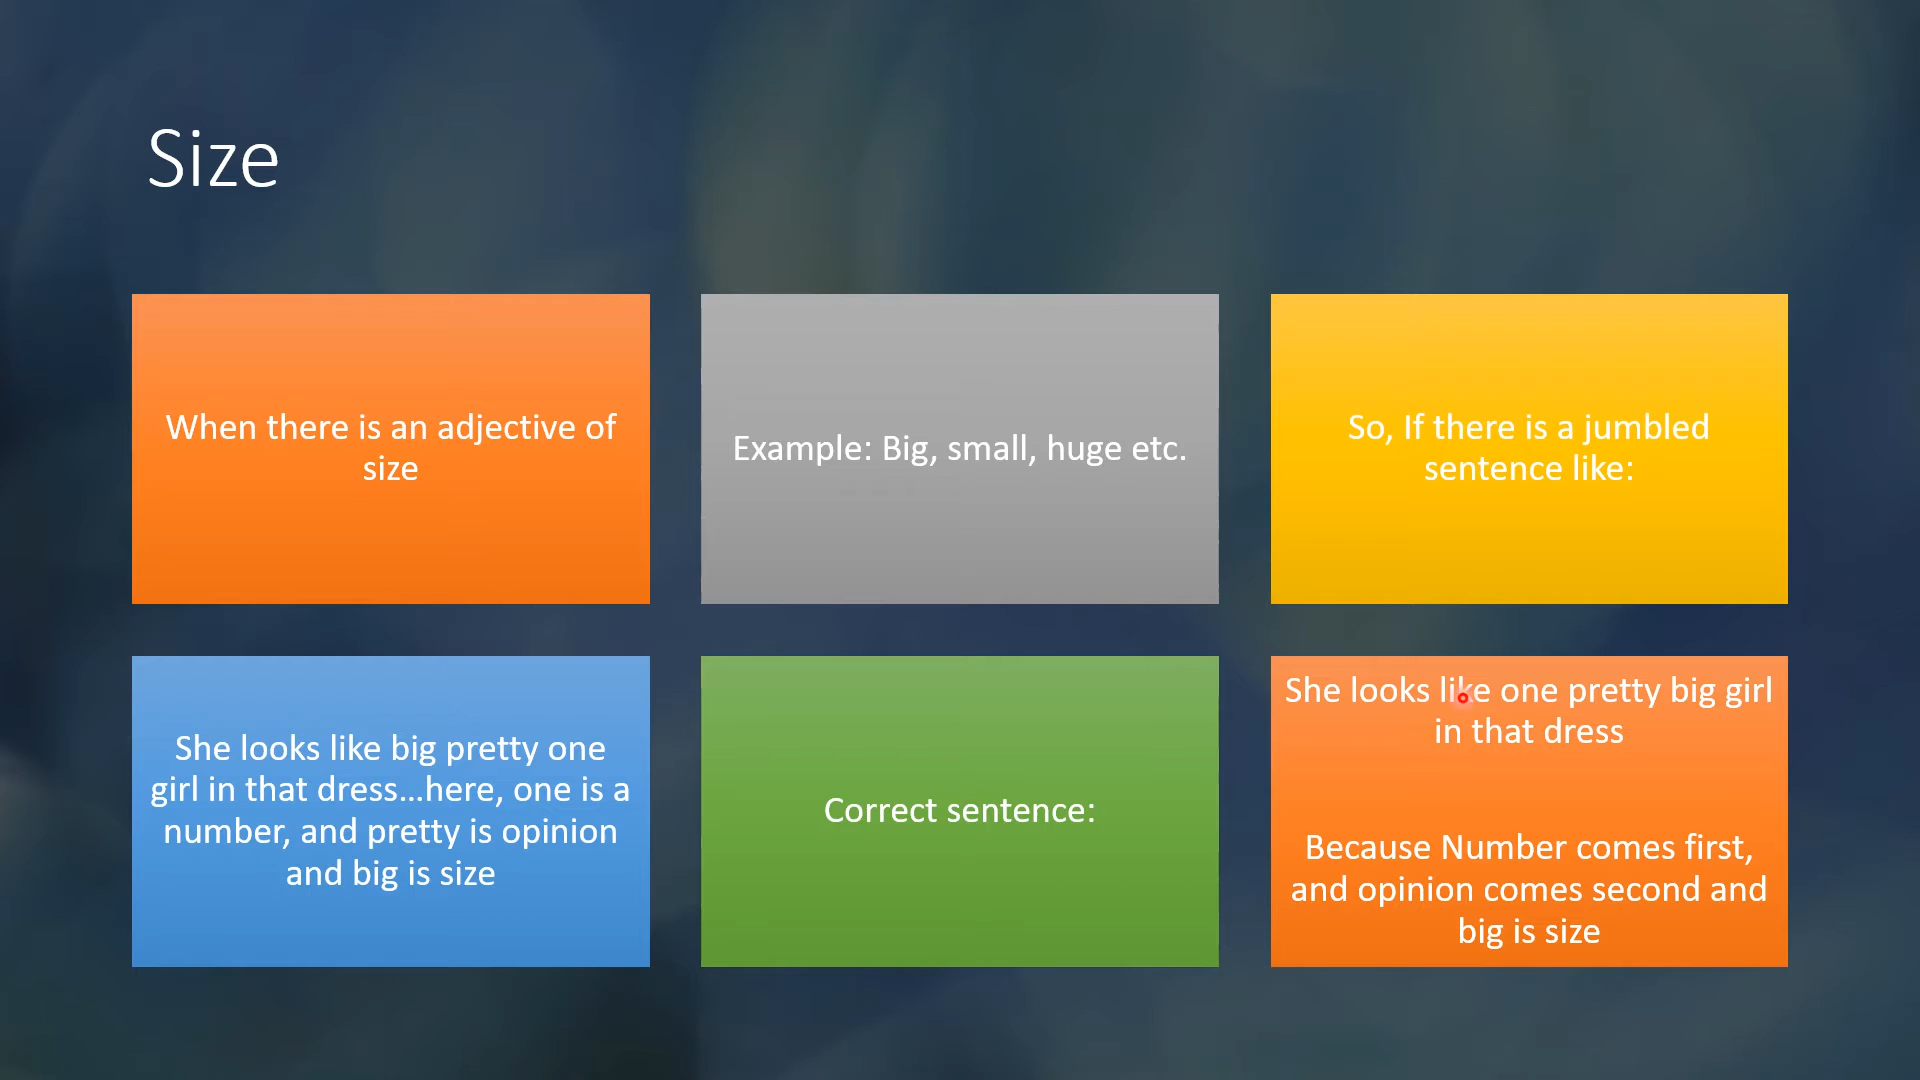 Size
When there is an adjective of
size
Example: Big, small, huge etc.
So, If there is a jumbled
sentence like:
She looks like big pretty one
girl in that dress...here, one is a
number, and pretty is opinion
and big is size
Correct sentence:
She looks like one pretty big girl
in that dress
Because Number comes first,
and opinion comes second and
big is size